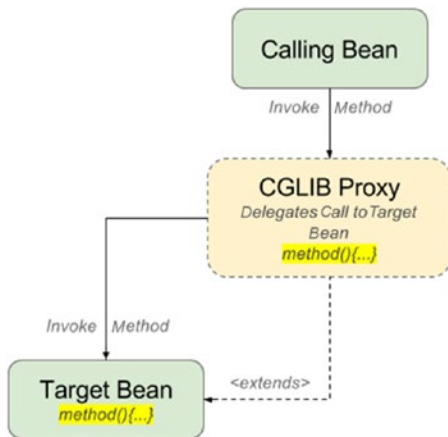 Calling Bean
Invoke Method
CGLIB Proxy
Delegates Call to Target
Bean
method(){...}
Invoke Method
<extends>
Target Bean
method(){...}